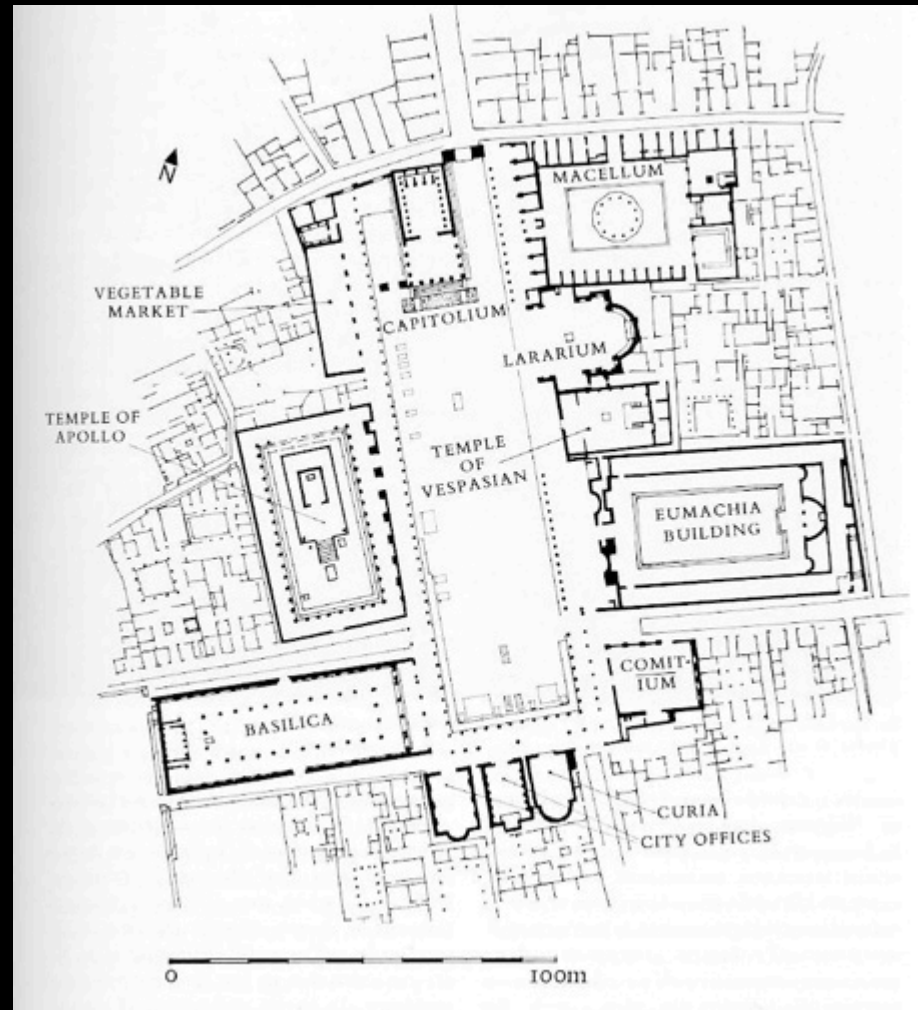 N
MACELLUM
VEGETABLE
MARKET
CAPITOLIUM
LARARIUM
TEMPLE OF
APOLLO
TEMPLE
OF
VESPASIAN
EUMACHIA
BUILDING
COMIT-
IUM
BASILICA
CURIA
CITY OFFICES
0
100m